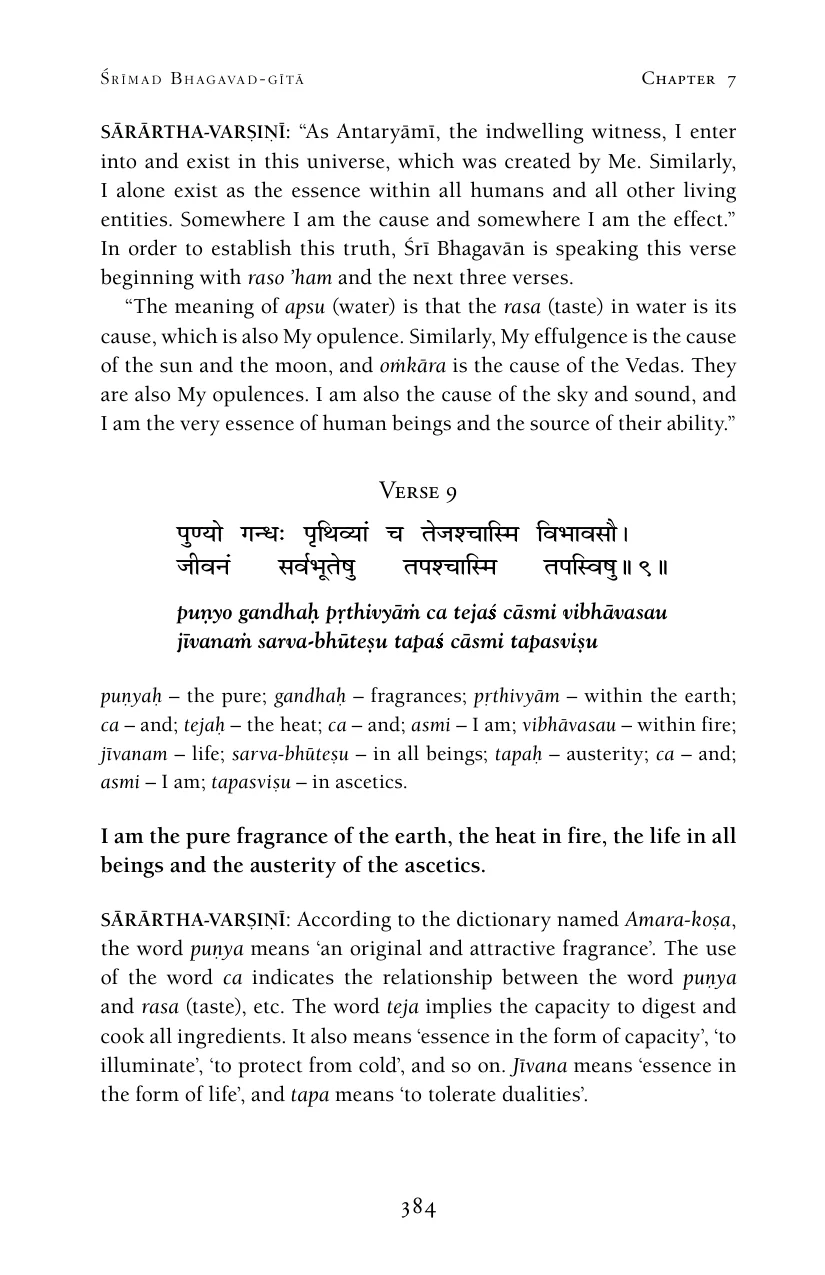 Śrīmad Bhagavad-gītā Chapter 7
SĀRĀRTHA-VARṢIṆĪ: “As Antaryāmī, the indwelling witness, I enter
into and exist in this universe, which was created by Me. Similarly,
I alone exist as the essence within all humans and all other living
entities. Somewhere I am the cause and somewhere I am the effect.”
In order to establish this truth, Śrī Bhagavān is speaking this verse
beginning with raso ’ham and the next three verses.
“The meaning of apsu (water) is that the rasa (taste) in water is its
cause, which is also My opulence. Similarly, My effulgence is the cause
of the sun and the moon, and oṁkāra is the cause of the Vedas. They
are also My opulences. I am also the cause of the sky and sound, and
I am the very essence of human beings and the source of their ability.”
Verse 9
पुण्यो गन्धः पृथिव्यां च तेजश्चास्मि विभावसौ।
जीवनं सर्वभूतेषु तपश्चास्मि तपस्विषु॥९॥
puṇyo gandhaḥ pṛthivyāṁ ca tejaś cāsmi vibhāvasau
jīvanaṁ sarva-bhūteṣu tapaś cāsmi tapasviṣu
puṇyaḥ – the pure; gandhaḥ – fragrances; pṛthivyām – within the earth;
ca – and; tejaḥ – the heat; ca – and; asmi – I am; vibhāvasau – within fire;
jīvanam – life; sarva-bhūteṣu – in all beings; tapaḥ – austerity; ca – and;
asmi – I am; tapasviṣu – in ascetics.
I am the pure fragrance of the earth, the heat in fire, the life in all
beings and the austerity of the ascetics.
SĀRĀRTHA-VARṢIṆĪ: According to the dictionary named Amara-koṣa,
the word puṇya means ‘an original and attractive fragrance’. The use
of the word ca indicates the relationship between the word puṇya
and rasa (taste), etc. The word teja implies the capacity to digest and
cook all ingredients. It also means ‘essence in the form of capacity’, ‘to
illuminate’, ‘to protect from cold’, and so on. Jīvana means ‘essence in
the form of life’, and tapa means ‘to tolerate dualities’.
384